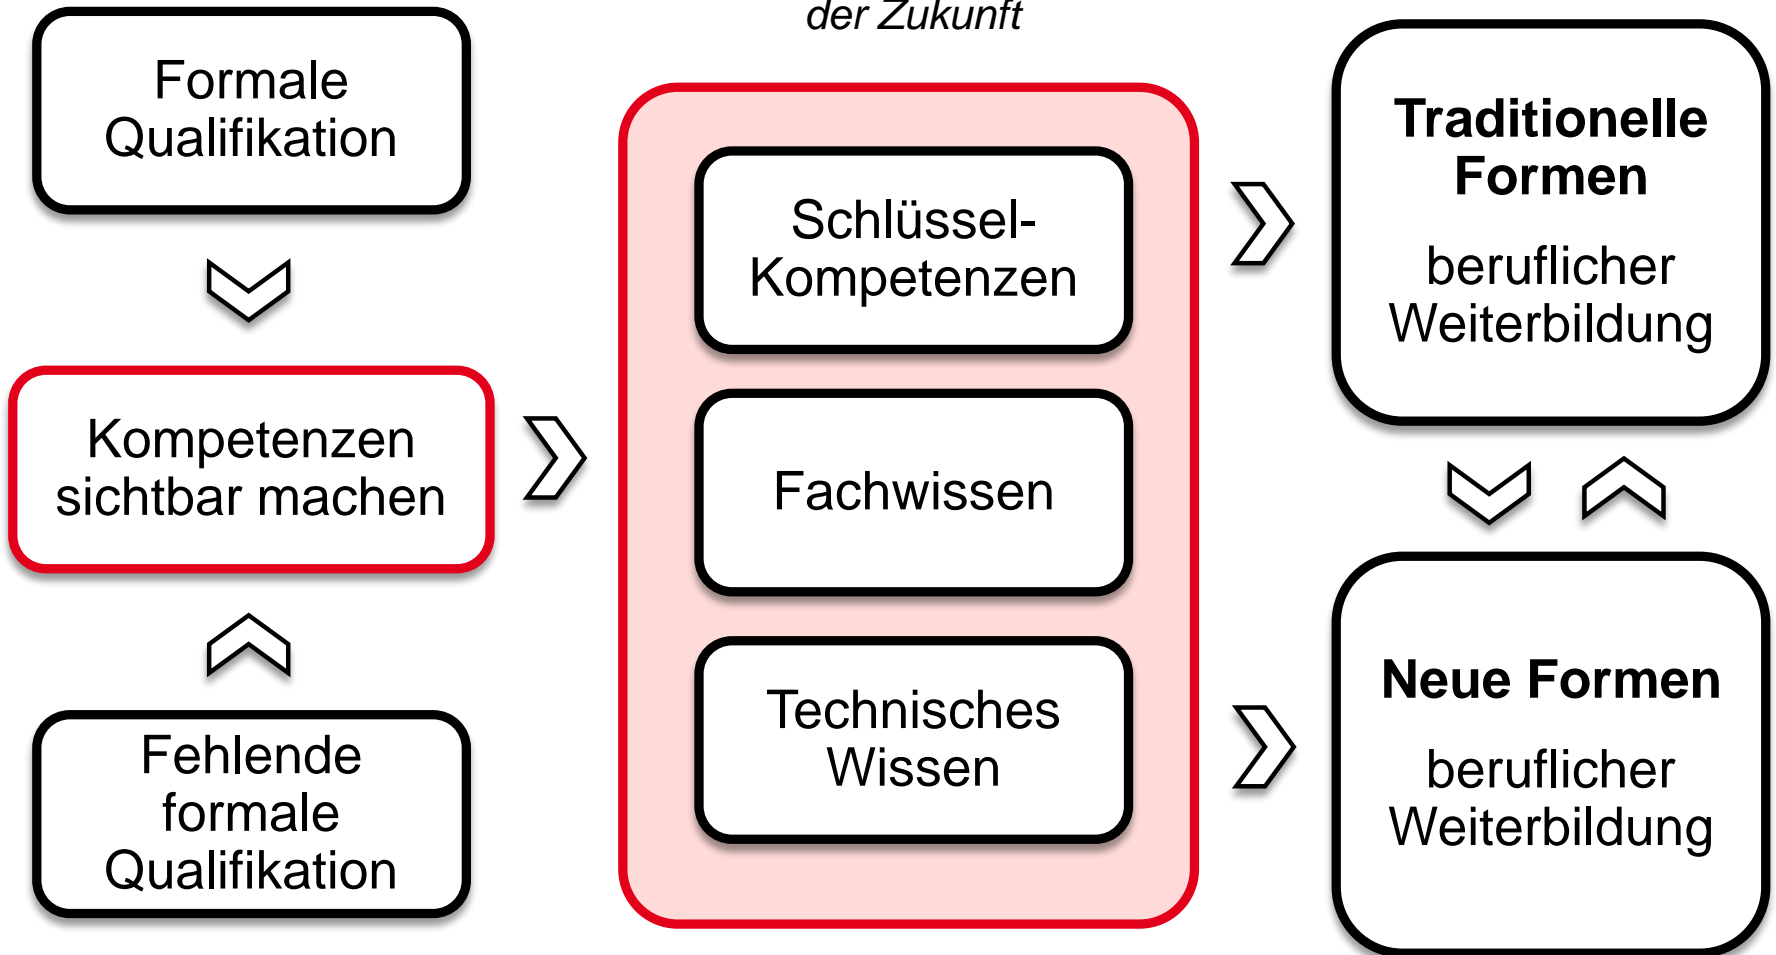 Formale
Qualifikation
Kompetenzen
sichtbar machen
Fehlende
formale
Qualifikation
der Zukunft
Schlüssel-
Kompetenzen
Fachwissen
Technisches
Wissen
Traditionelle
Formen
beruflicher
Weiterbildung
Neue Formen
beruflicher
Weiterbildung